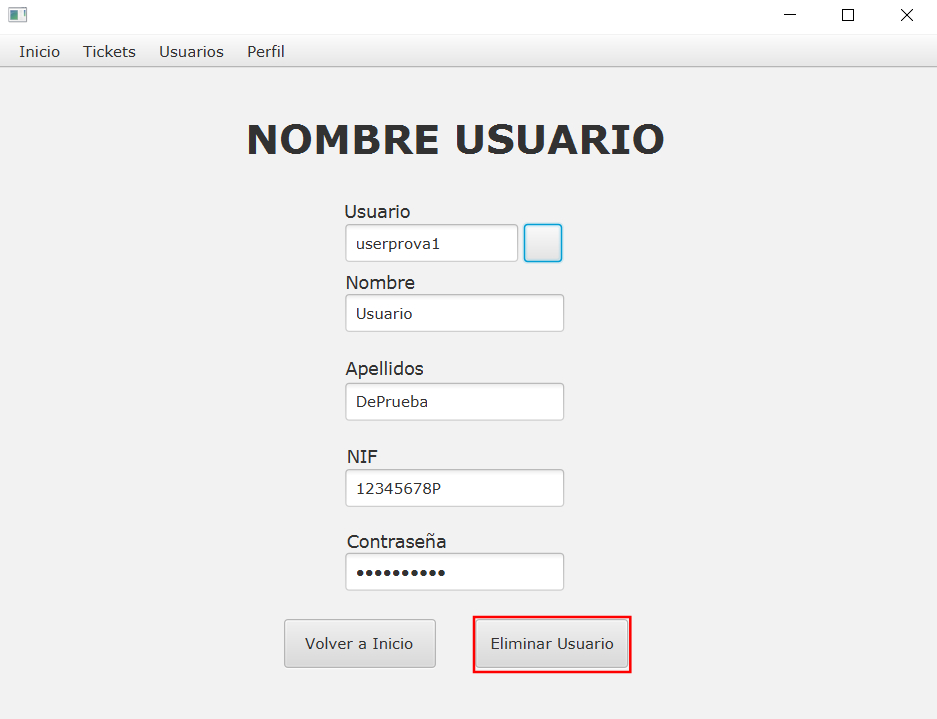 Inicio Tickets Usuarios Perfil
NOMBRE USUARIO
Usuario
userprova1
Nombre
Usuario
Apellidos
DePrueba
NIF
12345678P
Contraseña
••••••••••
Volver a Inicio Eliminar Usuario